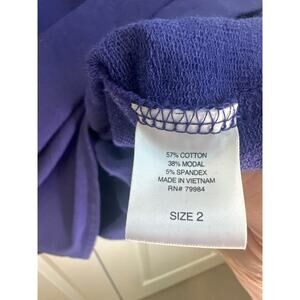 57% COTTON
38% MODAL
5% SPANDEX
MADE IN VIETNAM
RN# 79984
SIZE 2